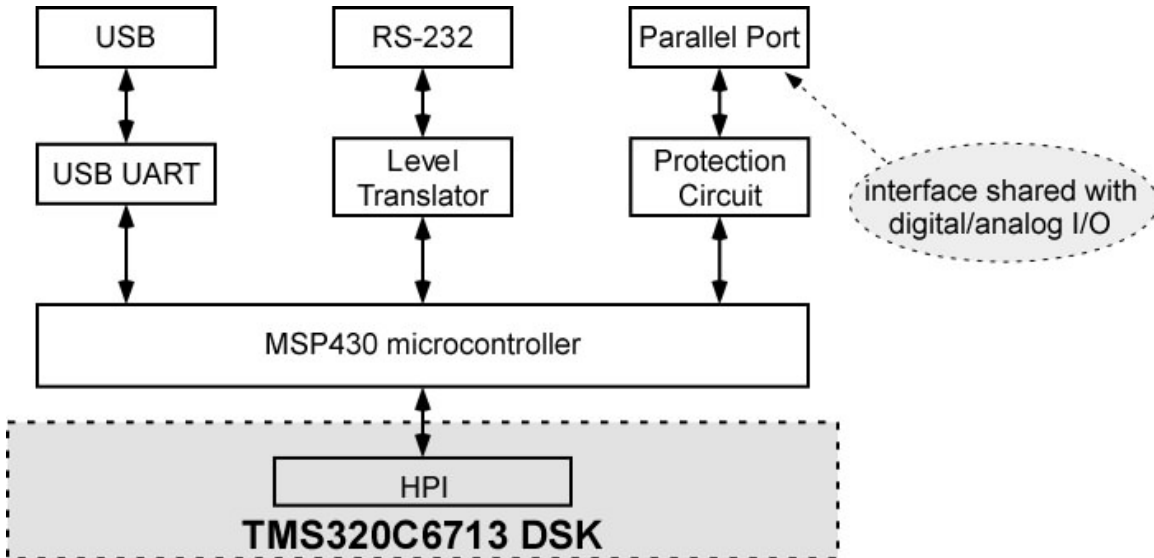 USB
RS-232
Parallel Port
USB UART
Level
Translator
Protection
Circuit
interface shared with
digital/analog I/O
MSP430 microcontroller
HPI
TMS320C6713 DSK